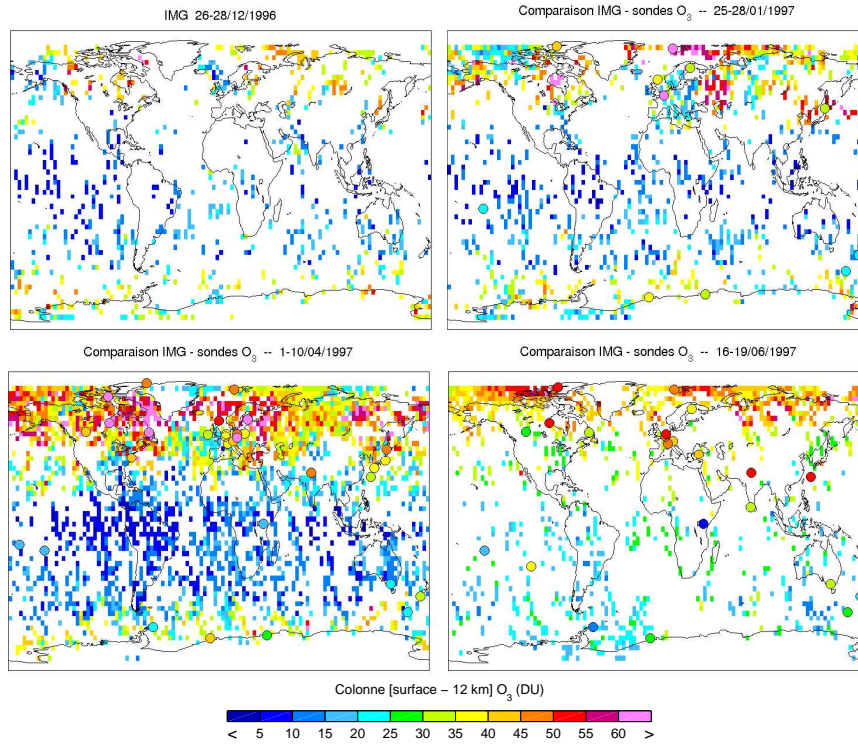 IMG 26-28/12/1996
Comparaison IMG - sondes O3 -- 25-28/01/1997
Comparaison IMG - sondes O3 -- 1-10/04/1997
Comparaison IMG - sondes O3 -- 16-19/06/1997
Colonne [surface – 12 km] O3 (DU)
< 5 10 15 20 25 30 35 40 45 50 55 60 >